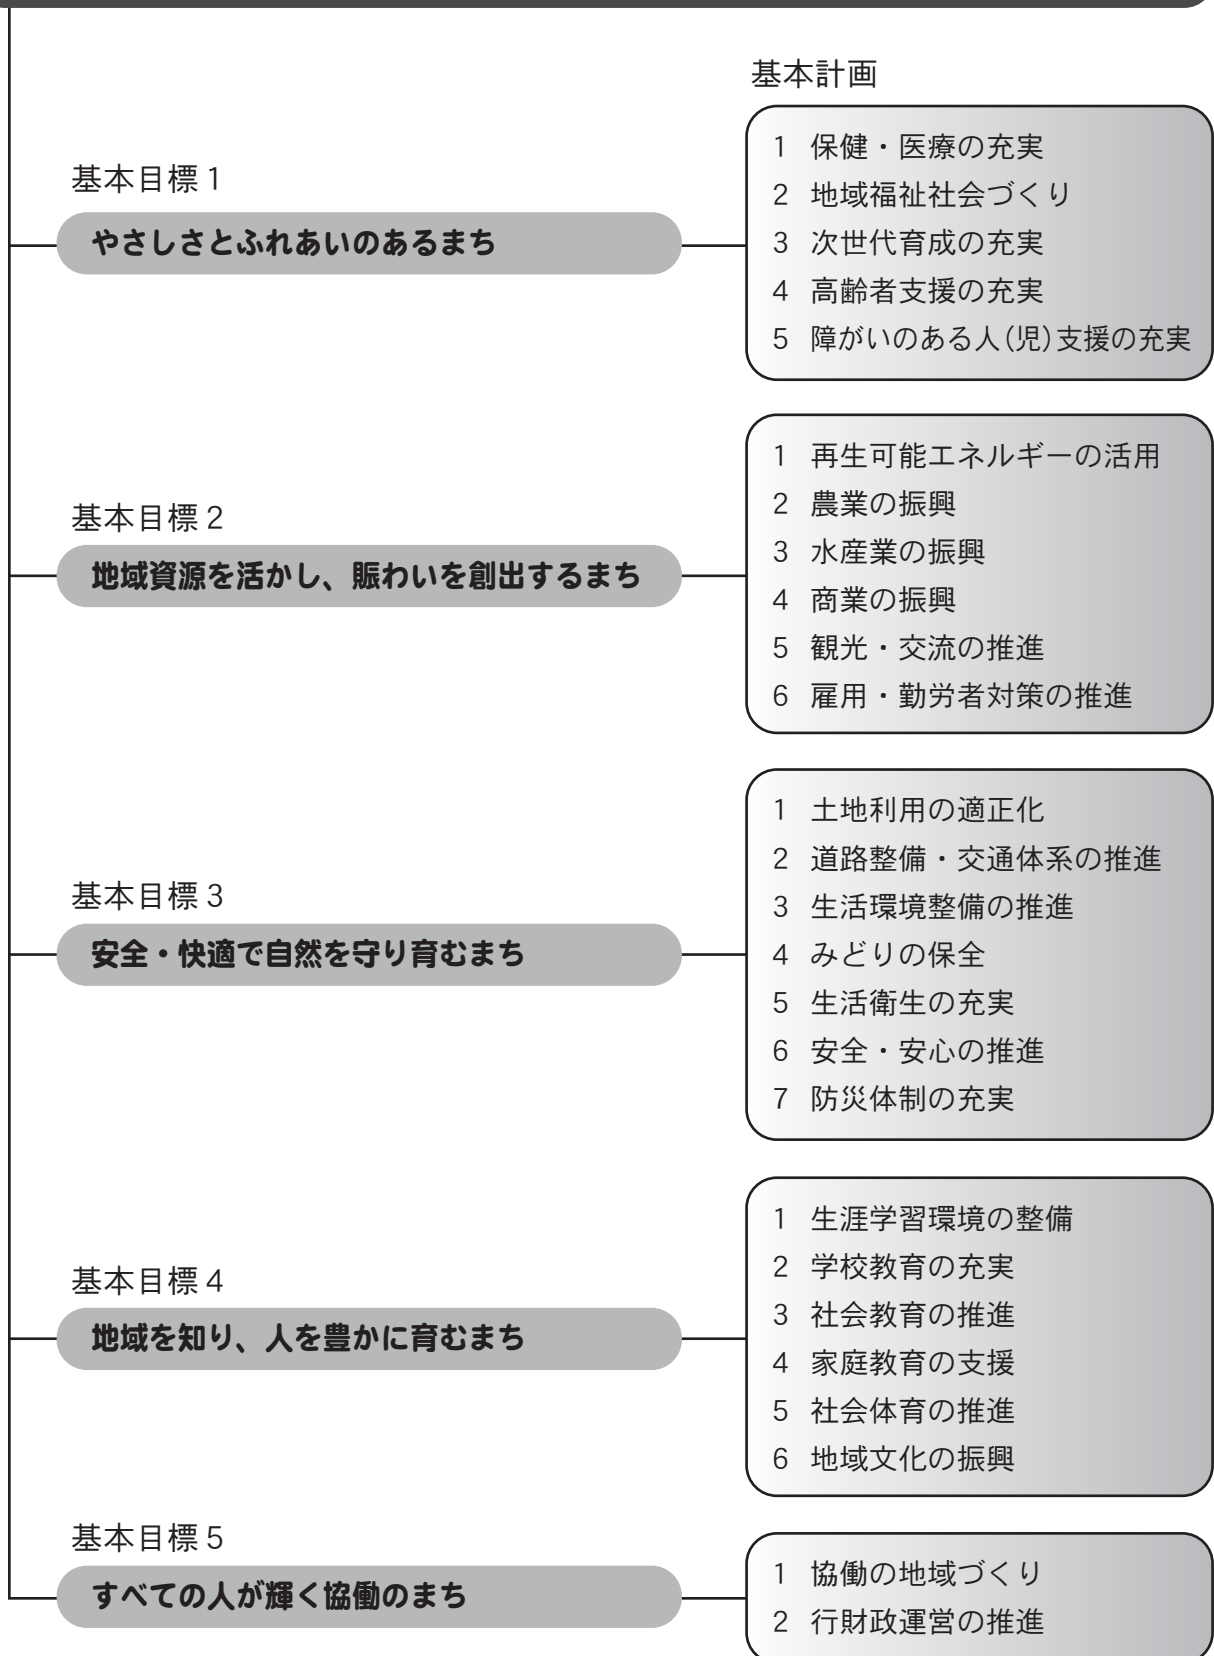 基本計画
基本目標1
やさしさとふれあいのあるまち
1 保健・医療の充実
2 地域福祉社会づくり
3 次世代育成の充実
4 高齢者支援の充実
5 障がいのある人(児)支援の充実
基本目標2
地域資源を活かし、賑わいを創出するまち
1 再生可能エネルギーの活用
2 農業の振興
3 水産業の振興
4 商業の振興
5 観光・交流の推進
6 雇用・勤労者対策の推進
基本目標3
安全・快適で自然を守り育むまち
1 土地利用の適正化
2 道路整備・交通体系の推進
3 生活環境整備の推進
4 みどりの保全
5 生活衛生の充実
6 安全・安心の推進
7 防災体制の充実
基本目標4
地域を知り、人を豊かに育むまち
1 生涯学習環境の整備
2 学校教育の充実
3 社会教育の推進
4 家庭教育の支援
5 社会体育の推進
6 地域文化の振興
基本目標5
すべての人が輝く協働のまち
1 協働の地域づくり
2 行財政運営の推進